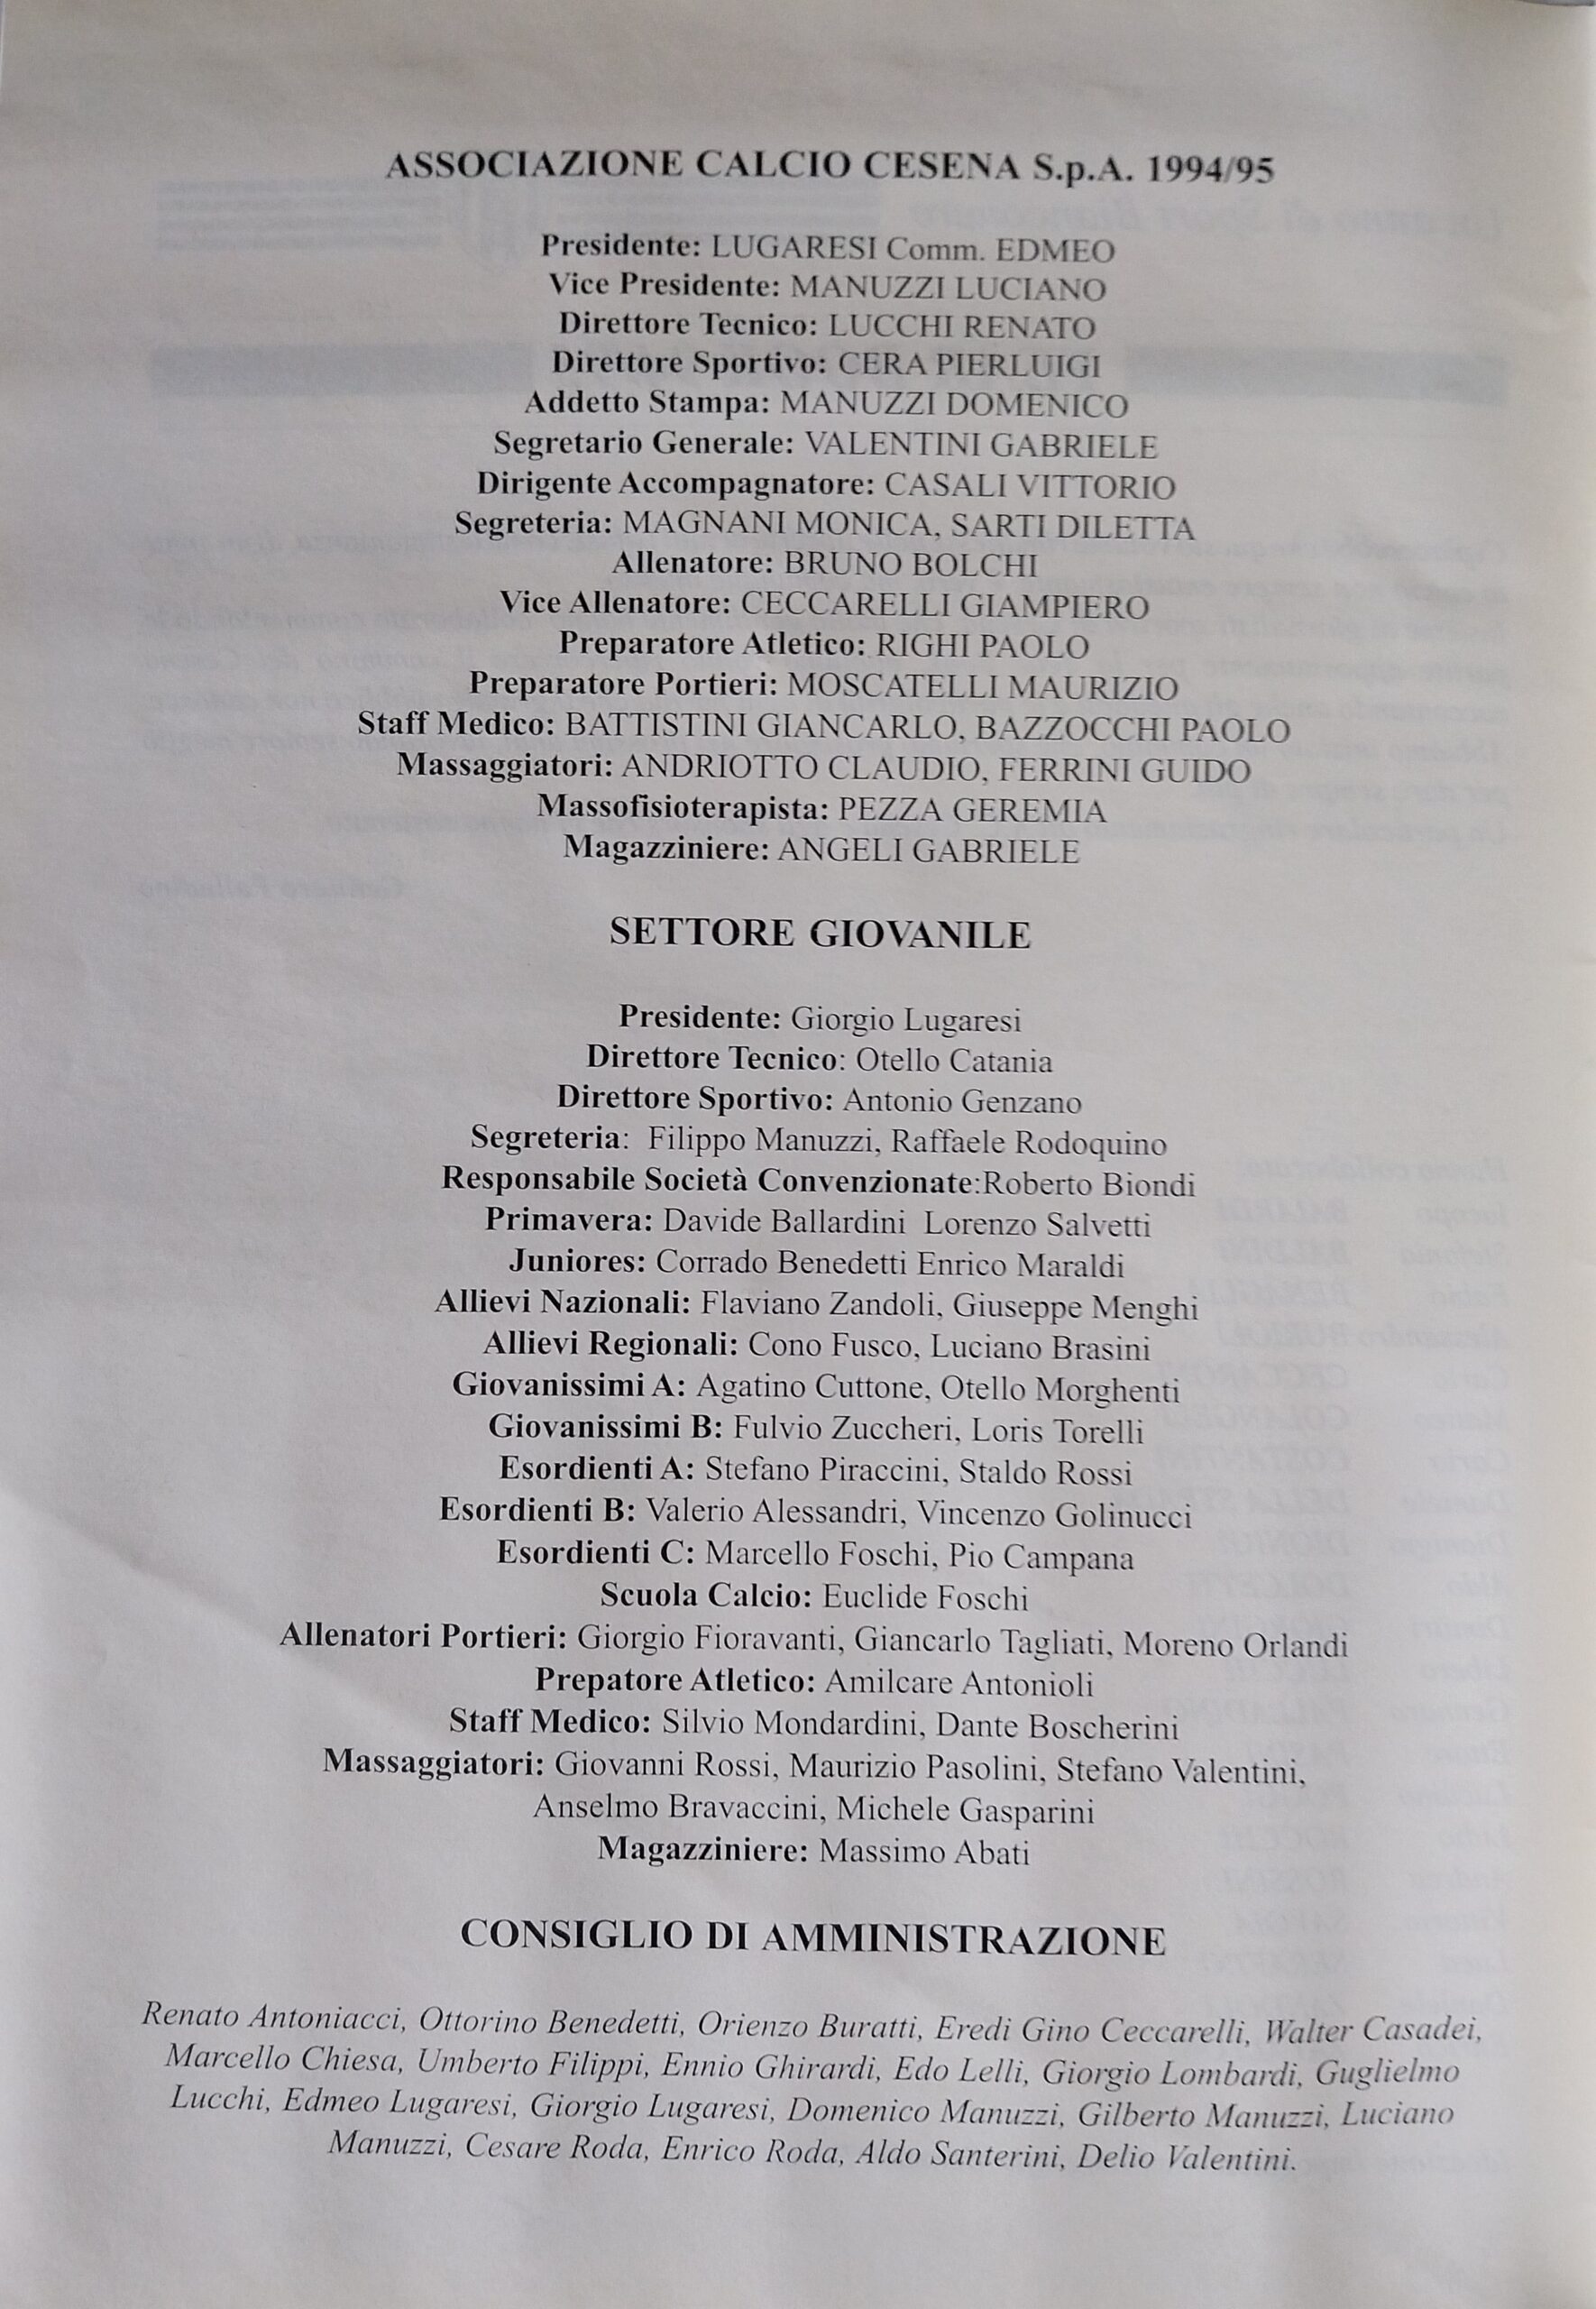 ASSOCIAZIONE CALCIO CESENA S.p.A. 1994/95
Presidente: LUGARESI Comm. EDMEO
Vice Presidente: MANUZZI LUCIANO
Direttore Tecnico: LUCCHI RENATO
Direttore Sportivo: CERA PIERLUIGI
Addetto Stampa: MANUZZI DOMENICO
Segretario Generale: VALENTINI GABRIELE
Dirigente Accompagnatore: CASALI VITTORIO
Segreteria: MAGNANI MONICA, SARTI DILETTA
Allenatore: BRUNO BOLCHI
Vice Allenatore: CECCARELLI GIAMPIERO
Preparatore Atletico: RIGHI PAOLO
Preparatore Portieri: MOSCATELLI MAURIZIO
Staff Medico: BATTISTINI GIANCARLO, BAZZOCCHI PAOLO
Massaggiatori: ANDRIOTTO CLAUDIO, FERRINI GUIDO
Massofisioterapista: PEZZA GEREMIA
Magazziniere: ANGELI GABRIELE
SETTORE GIOVANILE
Presidente: Giorgio Lugaresi
Direttore Tecnico: Otello Catania
Direttore Sportivo: Antonio Genzano
Segreteria:  Filippo Manuzzi, Raffaele Rodoquino
Responsabile Società Convenzionate:Roberto Biondi
Primavera: Davide Ballardini  Lorenzo Salvetti
Juniores: Corrado Benedetti Enrico Maraldi
Allievi Nazionali: Flaviano Zandoli, Giuseppe Menghi
Allievi Regionali: Cono Fusco, Luciano Brasini
Giovanissimi A: Agatino Cuttone, Otello Morghenti
Giovanissimi B: Fulvio Zuccheri, Loris Torelli
Esordienti A: Stefano Piraccini, Staldo Rossi
Esordienti B: Valerio Alessandri, Vincenzo Golinucci
Esordienti C: Marcello Foschi, Pio Campana
Scuola Calcio: Euclide Foschi
Allenatori Portieri: Giorgio Fioravanti, Giancarlo Tagliati, Moreno Orlandi
Prepatore Atletico: Amilcare Antonioli
Staff Medico: Silvio Mondardini, Dante Boscherini
Massaggiatori: Giovanni Rossi, Maurizio Pasolini, Stefano Valentini,
Anselmo Bravaccini, Michele Gasparini
Magazziniere: Massimo Abati
CONSIGLIO DI AMMINISTRAZIONE
Renato Antoniacci, Ottorino Benedetti, Orienzo Buratti, Eredi Gino Ceccarelli, Walter Casadei,
Marcello Chiesa, Umberto Filippi, Ennio Ghirardi, Edo Lelli, Giorgio Lombardi, Guglielmo
Lucchi, Edmeo Lugaresi, Giorgio Lugaresi, Domenico Manuzzi, Gilberto Manuzzi, Luciano
Manuzzi, Cesare Roda, Enrico Roda, Aldo Santerini, Delio Valentini.